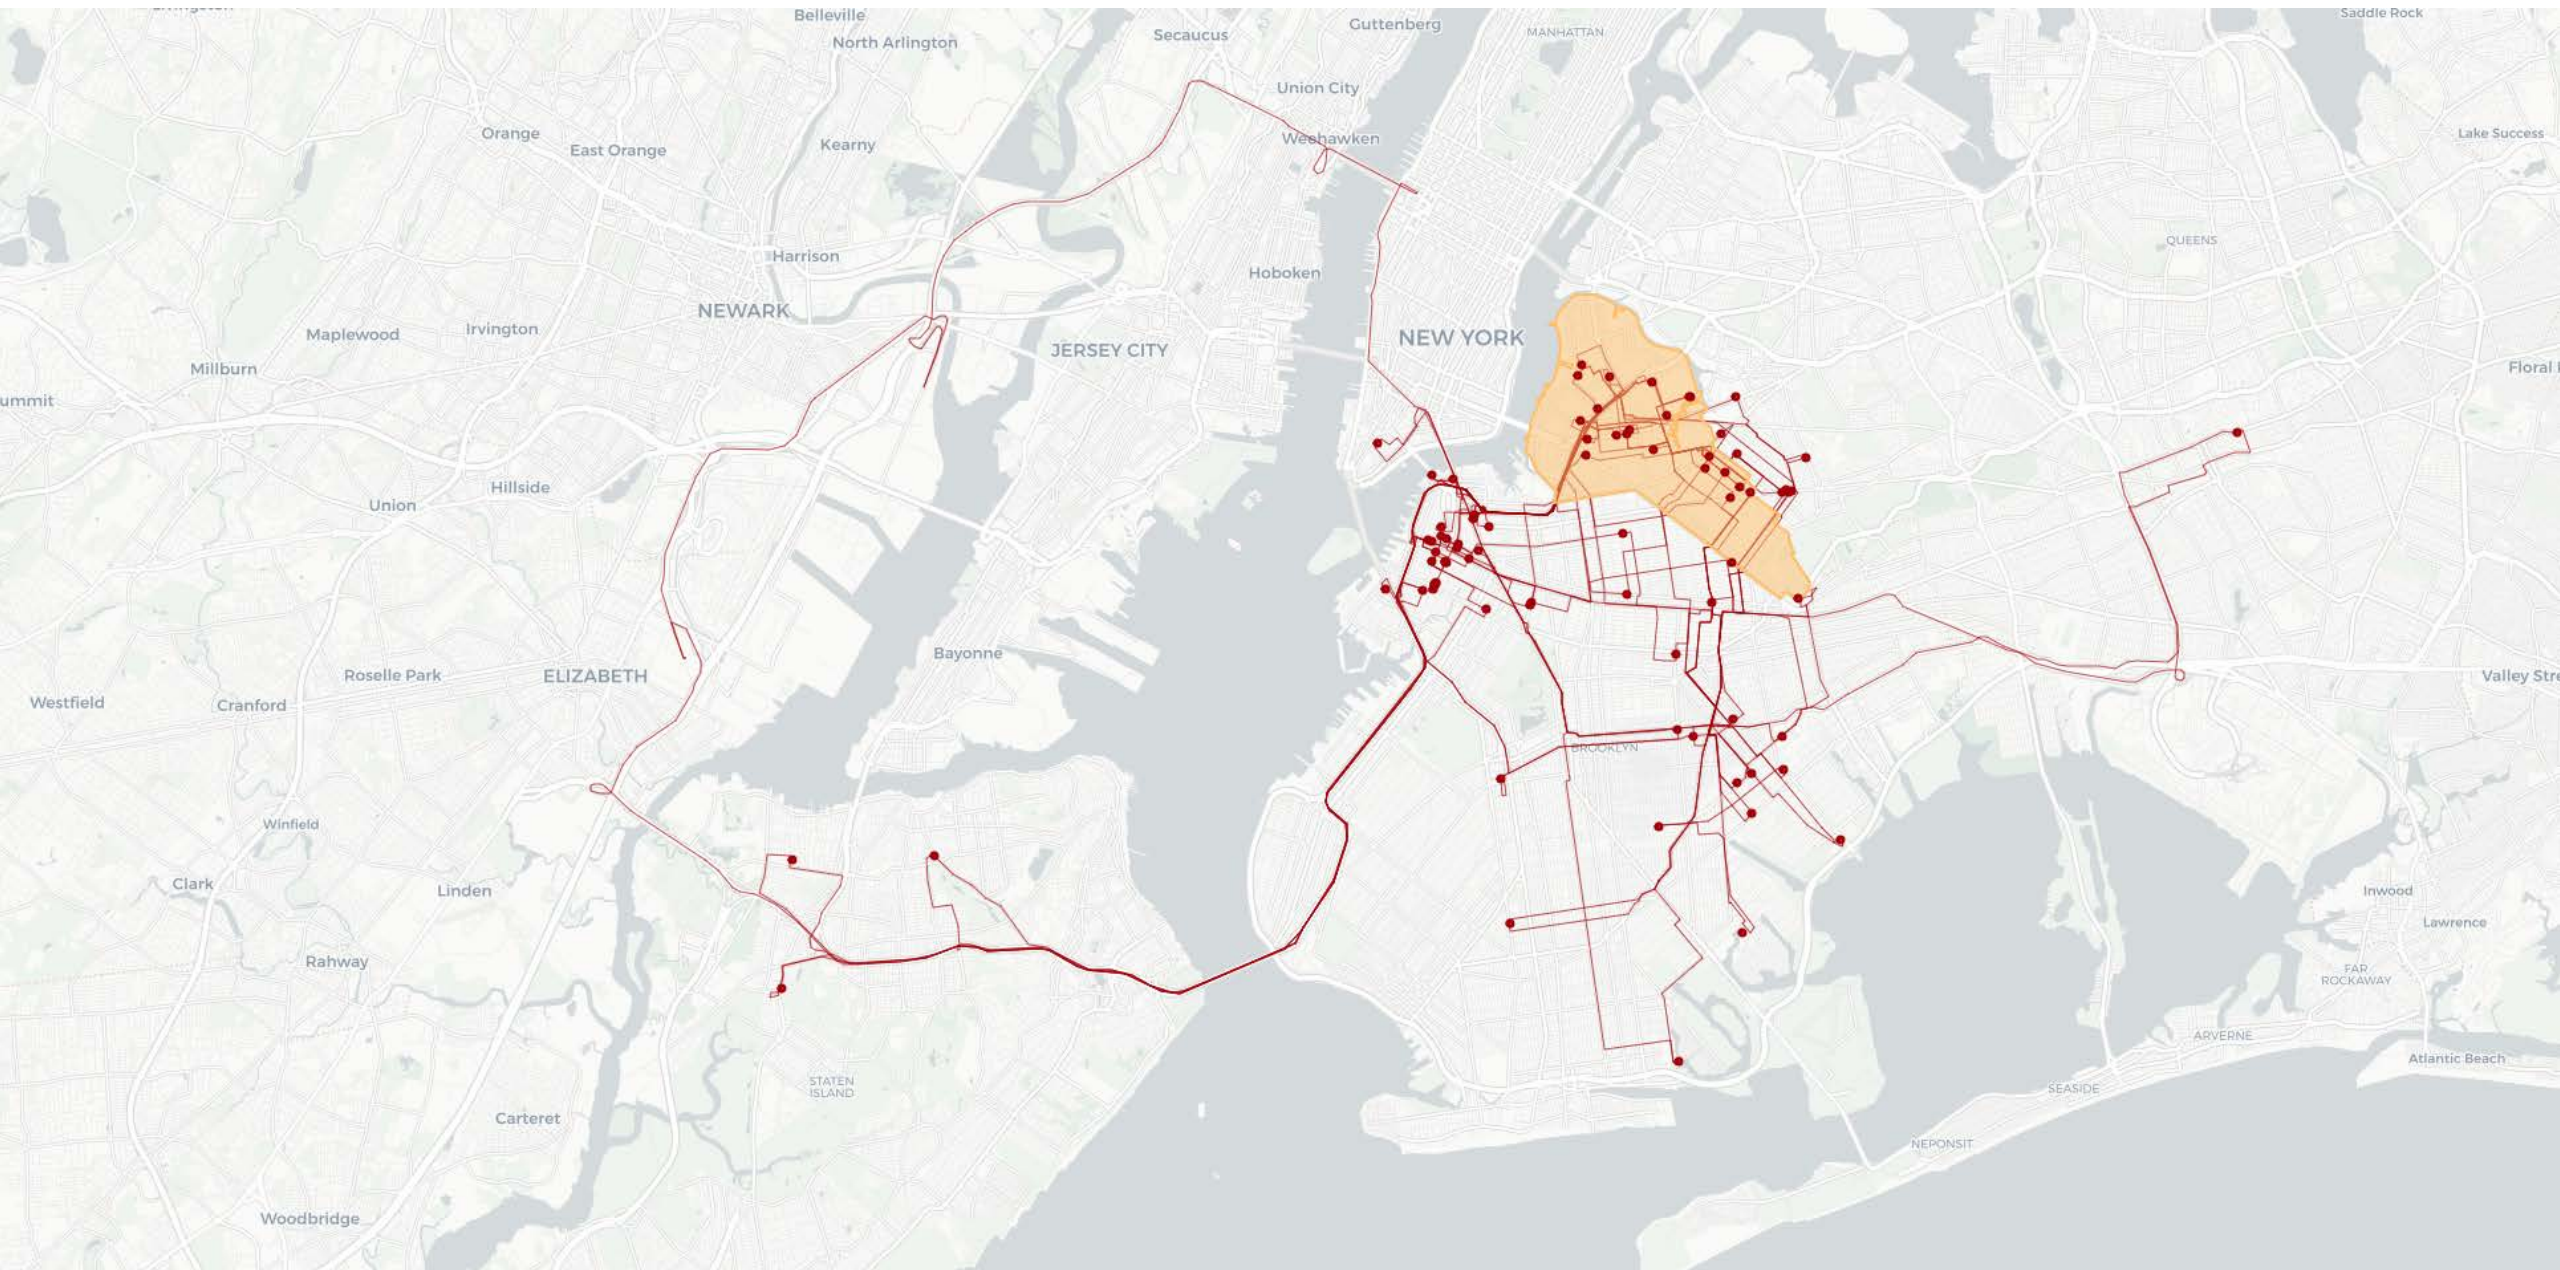 Belleville
Guttenberg
Saddle Rock
North Arlington
Secaucus
MANHATTAN
Union City
Orange
East Orange
Kearny
Weehawken
Lake Success
Harrison
Hoboken
QUEENS
NEWARK
Maplewood
Irvington
NEW YORK
JERSEY CITY
Millburn
Floral
ummit
Hillside
Union
Bayonne
Roselle Park
ELIZABETH
Westfield
Cranford
Valley Stre
BROOKLYN
Winfield
Clark
Linden
Inwood
Lawrence
Rahway
FAR
ROCKAWAY
ARVERNE
Atlantic Beach
STATEN
ISLAND
SEASIDE
Carteret
NEPONSIT
Woodbridge